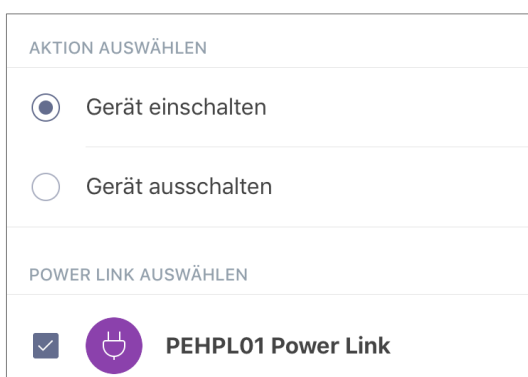 AKTION AUSWÄHLEN
Gerät einschalten
Gerät ausschalten
POWER LINK AUSWÄHLEN
PEHPL01 Power Link